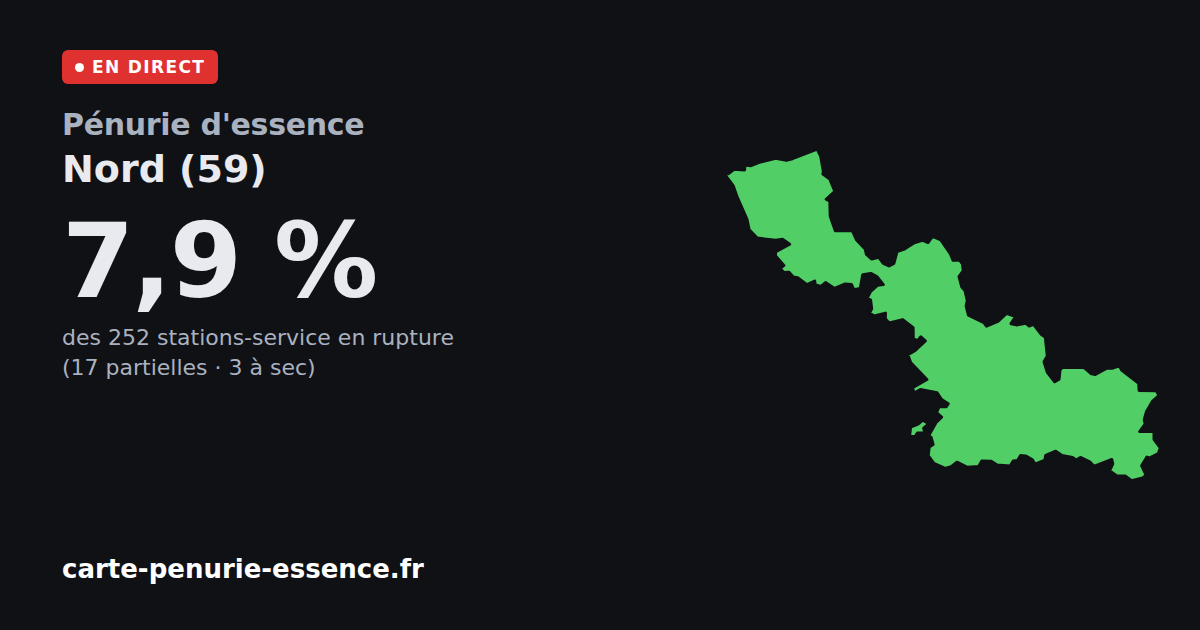 EN DIRECT
Pénurie d'essence
Nord (59)
7,9 %
des 252 stations-service en rupture
(17 partielles · 3 à sec)
carte-penurie-essence.fr